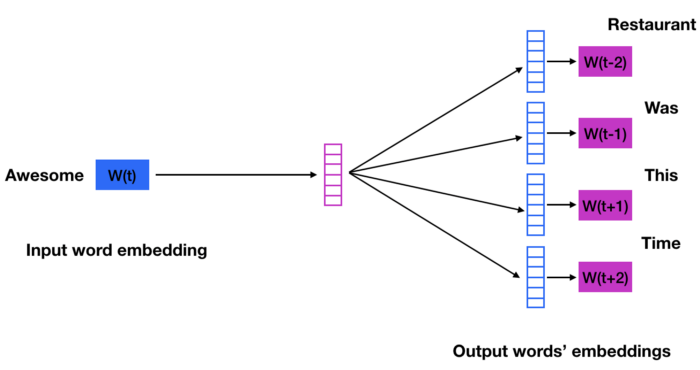 Restaurant
W(t-2)
Was
W(t-1)
Awesome W(t)
This
W(t+1)
Input word embedding
Time
W(t+2)
Output words’ embeddings